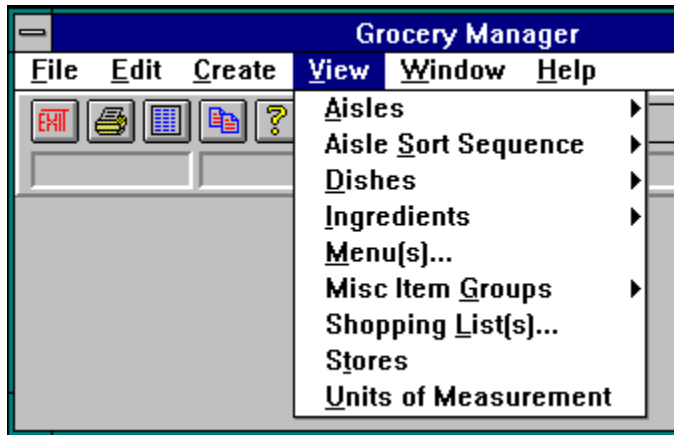 Grocery Manager
File Edit Create View Window Help
EXIT ?
Aisles
Aisle Sort Sequence
Dishes
Ingredients
Menu(s)...
Misc Item Groups
Shopping List(s)...
Stores
Units of Measurement